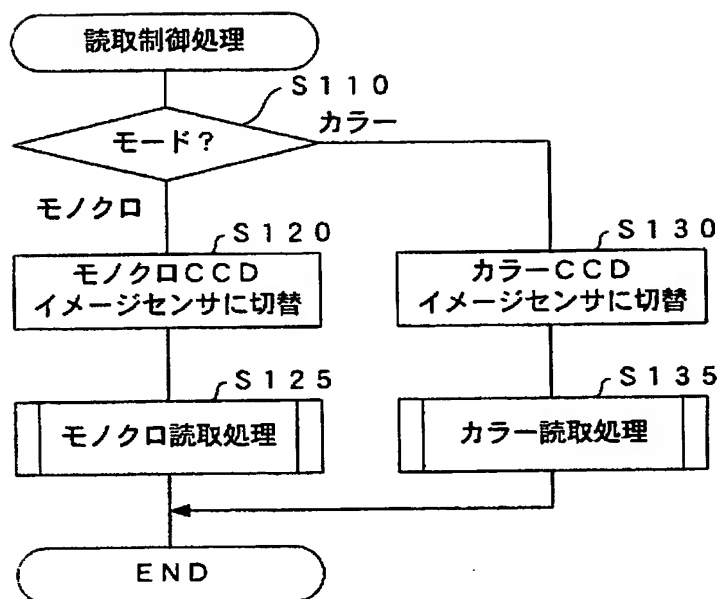 読取制御処理
S110
モード？
カラー
モノクロ
S120
モノクロCCD
イメージセンサに切替
S130
カラーCCD
イメージセンサに切替
S125
モノクロ読取処理
S135
カラー読取処理
END